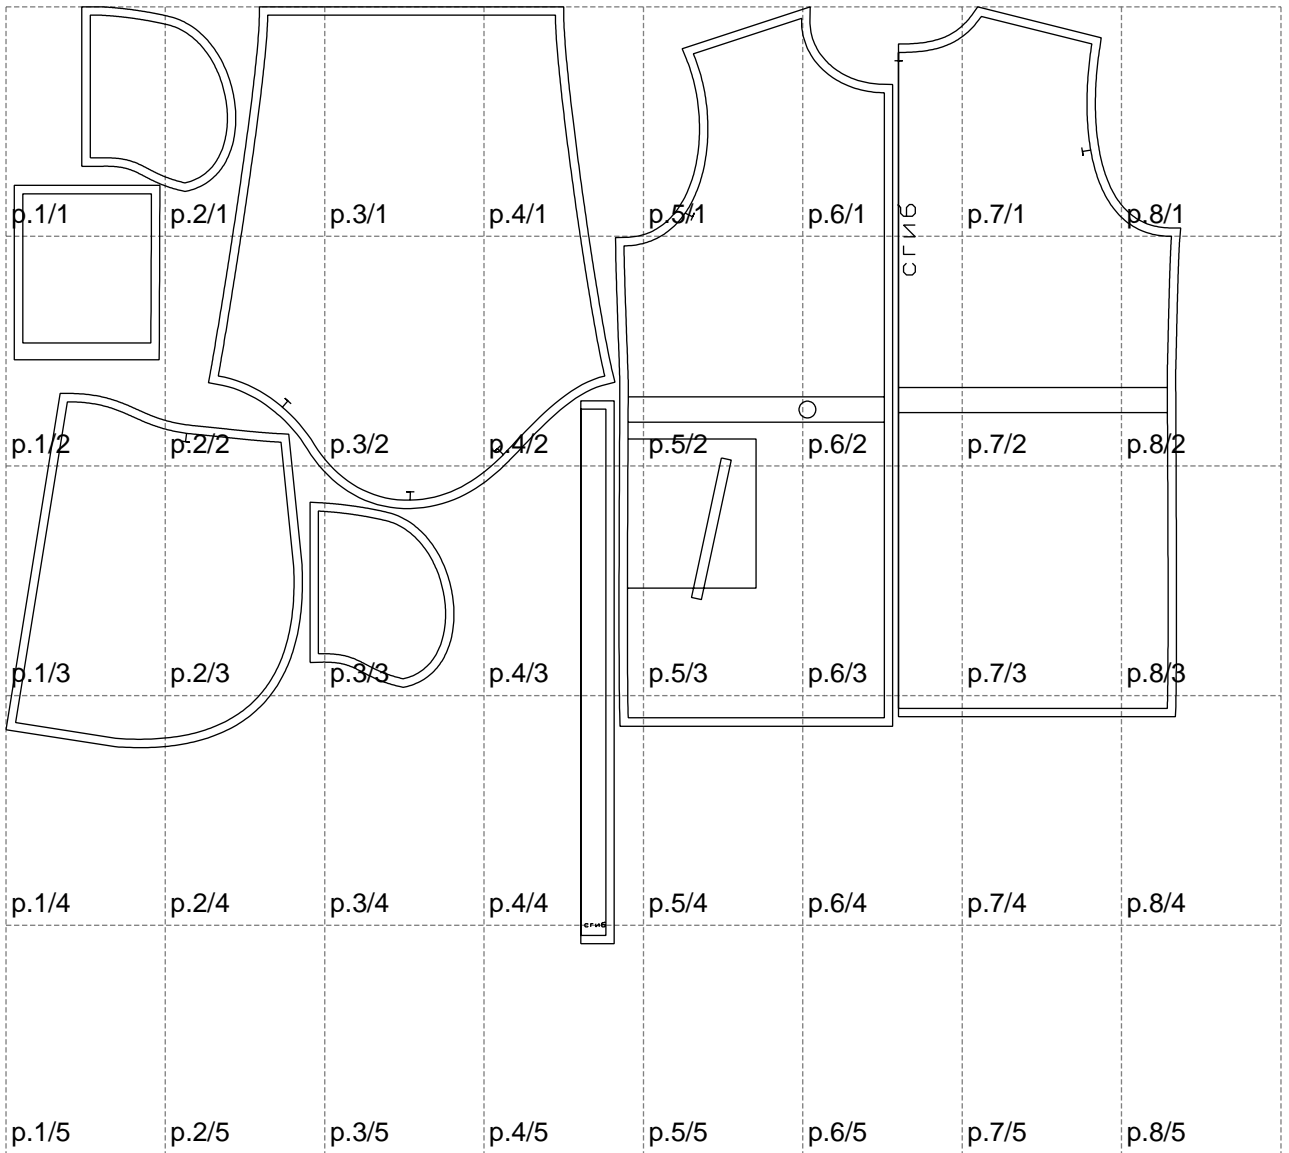 p.1/1 p.2/1 p.3/1 p.4/1 p.5/1 p.6/1 p.7/1 p.8/1
сгиб
p.1/2 p.2/2 p.3/2 p.4/2 p.5/2 p.6/2 p.7/2 p.8/2
p.1/3 p.2/3 p.3/3 p.4/3 p.5/3 p.6/3 p.7/3 p.8/3
p.1/4 p.2/4 p.3/4 p.4/4 p.5/4 p.6/4 p.7/4 p.8/4
сгиб
p.1/5 p.2/5 p.3/5 p.4/5 p.5/5 p.6/5 p.7/5 p.8/5